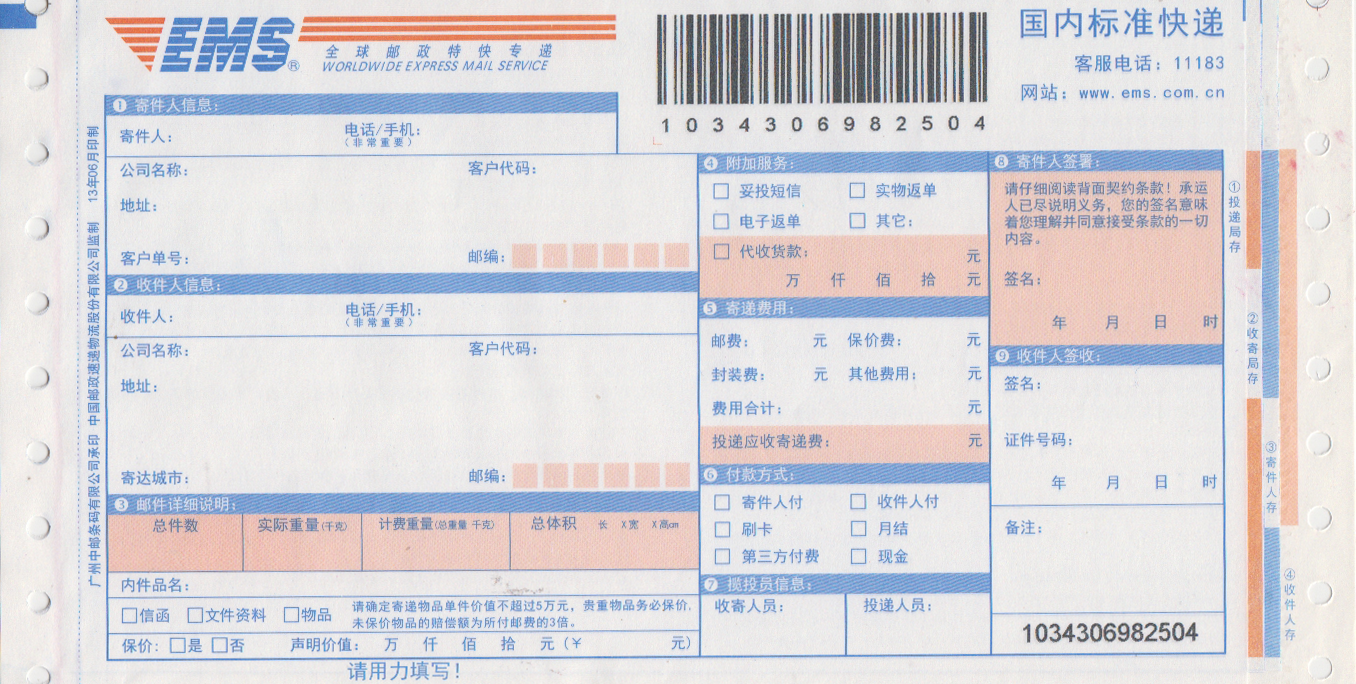 EMS®
全球邮政特快专递
WORLDWIDE EXPRESS MAIL SERVICE
1034306982504
国内标准快递
客服电话：11183
网站：www.ems.com.cn
❶ 寄件人信息：
寄件人：
电话/手机：
（非常重要）
公司名称：
客户代码：
地址：
客户单号：
邮编：
❷ 收件人信息：
收件人：
电话/手机：
（非常重要）
公司名称：
客户代码：
地址：
寄达城市：
邮编：
❸ 邮件详细说明：
总件数
实际重量(千克)
计费重量(总重量 千克)
总体积 长 X宽 X高cm
内件品名：
信函 文件资料 物品
请确定寄递物品单件价值不超过5万元，贵重物品务必保价，
未保价物品的赔偿额为所付邮费的3倍。
保价：是 否 声明价值： 万 仟 佰 拾 元（￥ 元）
请用力填写！
❹ 附加服务：
妥投短信 实物返单
电子返单 其它：
代收货款： 元
万 仟 佰 拾 元
❺ 寄递费用：
邮费： 元 保价费： 元
封装费： 元 其他费用： 元
费用合计： 元
投递应收寄递费： 元
❻ 付款方式：
寄件人付 收件人付
刷卡 月结
第三方付费 现金
❼ 揽投员信息：
收寄人员： 投递人员：
❽ 寄件人签署：
请仔细阅读背面契约条款！承运
人已尽说明义务，您的签名意味
着您理解并同意接受条款的一切
内容。
签名：
年 月 日 时
❾ 收件人签收：
签名：
证件号码：
年 月 日 时
备注：
1034306982504
①投递局存
②收寄局存
③寄件人存
④收件人存
广州中邮条码有限公司承印 中国邮政速递物流股份有限公司监制 13年06月印制